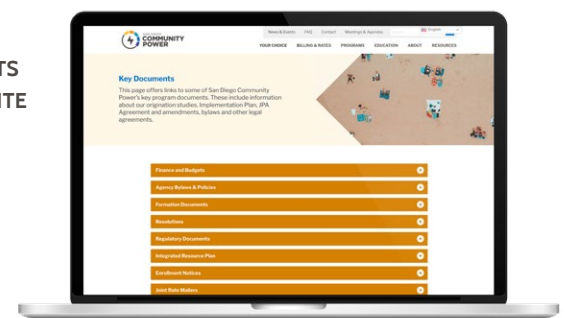 TS
ITE
COMMUNITY
POWER
News & Events FAQ Contact Meetings & Agendas English
YOUR CHOICE BILLING & RATES PROGRAMS EDUCATION ABOUT RESOURCES
Key Documents
This page offers links to some of San Diego Community
Power's key program documents. These include information
about our origination studies, Implementation Plan, JPA
Agreement and amendments, bylaws and other legal
agreements.
Finance and Budgets
Agency Bylaws & Policies
Formation Documents
Resolutions
Regulatory Documents
Integrated Resource Plan
Enrollment Notices
Joint Rate Mailers